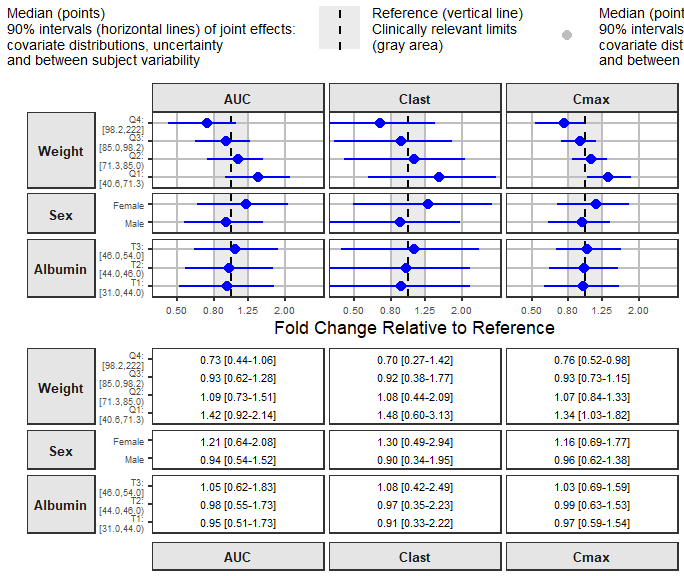 Median (points)
90% intervals (horizontal lines) of joint effects:
covariate distributions, uncertainty
and between subject variability
Reference (vertical line)
Clinically relevant limits
(gray area)
Median (point
90% intervals
covariate dist
and between
AUC Clast Cmax
Weight
Q4:
[98.2,222]
Q3:
[85.0,98.2)
Q2:
[71.3,85.0)
Q1:
[40.6,71.3)
Sex
Female
Male
Albumin
T3:
[46.0,54.0]
T2:
[44.0,46.0)
T1:
[31.0,44.0)
0.50 0.80 1.25 2.00 0.50 0.80 1.25 2.00 0.50 0.80 1.25 2.00
Fold Change Relative to Reference
Weight
Q4:
[98.2,222]
0.73 [0.44-1.06] 0.70 [0.27-1.42] 0.76 [0.52-0.98]
Q3:
[85.0,98.2)
0.93 [0.62-1.28] 0.92 [0.38-1.77] 0.93 [0.73-1.15]
Q2:
[71.3,85.0)
1.09 [0.73-1.51] 1.08 [0.44-2.09] 1.07 [0.84-1.33]
Q1:
[40.6,71.3)
1.42 [0.92-2.14] 1.48 [0.60-3.13] 1.34 [1.03-1.82]
Sex
Female 1.21 [0.64-2.08] 1.30 [0.49-2.94] 1.16 [0.69-1.77]
Male 0.94 [0.54-1.52] 0.90 [0.34-1.95] 0.96 [0.62-1.38]
Albumin
T3:
[46.0,54.0]
1.05 [0.62-1.83] 1.08 [0.42-2.49] 1.03 [0.69-1.59]
T2:
[44.0,46.0)
0.98 [0.55-1.73] 0.97 [0.35-2.23] 0.99 [0.63-1.53]
T1:
[31.0,44.0)
0.95 [0.51-1.73] 0.91 [0.33-2.22] 0.97 [0.59-1.54]
AUC Clast Cmax